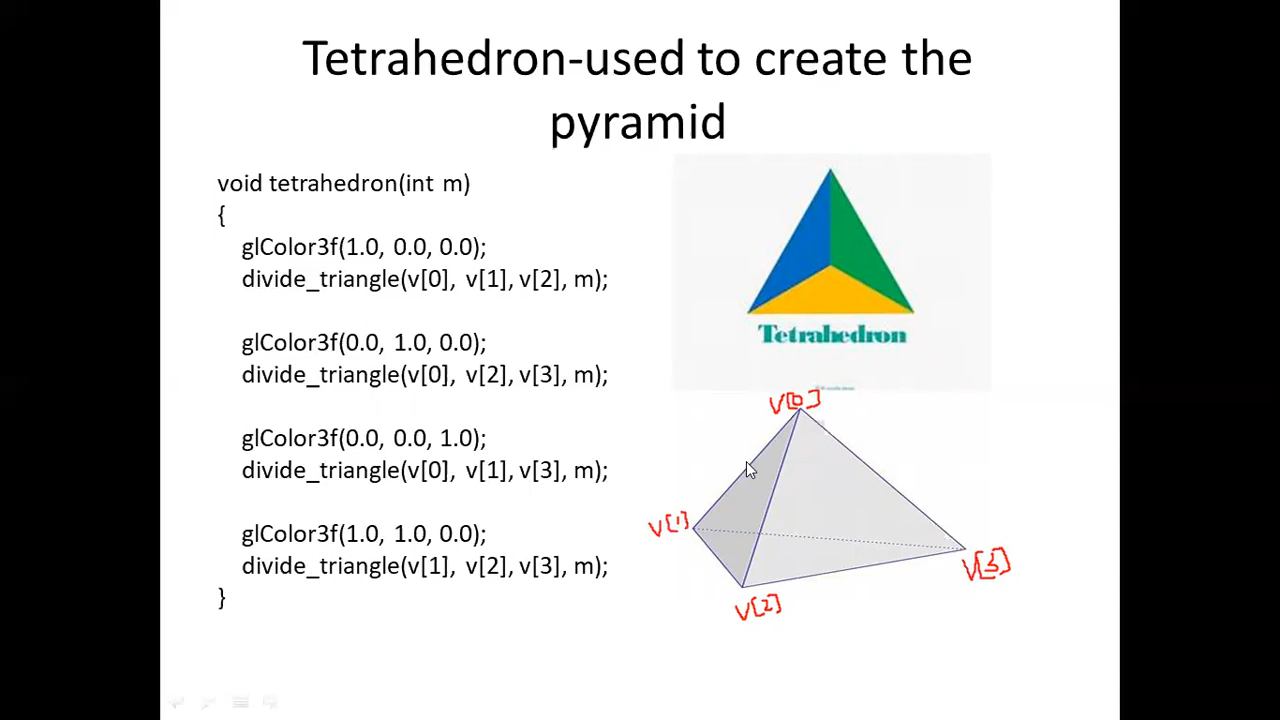 Tetrahedron-used to create the
pyramid
void tetrahedron(int m)
{
glColor3f(1.0, 0.0, 0.0);
divide_triangle(v[0], v[1], v[2], m);
glColor3f(0.0, 1.0, 0.0);
divide_triangle(v[0], v[2], v[3], m);
glColor3f(0.0, 0.0, 1.0);
divide_triangle(v[0], v[1], v[3], m);
glColor3f(1.0, 1.0, 0.0);
divide_triangle(v[1], v[2], v[3], m);
}
Tetrahedron
V[0]
V[1]
V[2]
V[3]